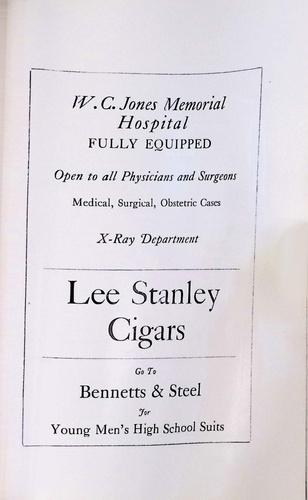 W. C. Jones Memorial
Hospital
FULLY EQUIPPED
Open to all Physicians and Surgeons
Medical, Surgical, Obstetric Cases
X-Ray Department
Lee Stanley
Cigars
Go To
Bennetts & Steel
for
Young Men's High School Suits